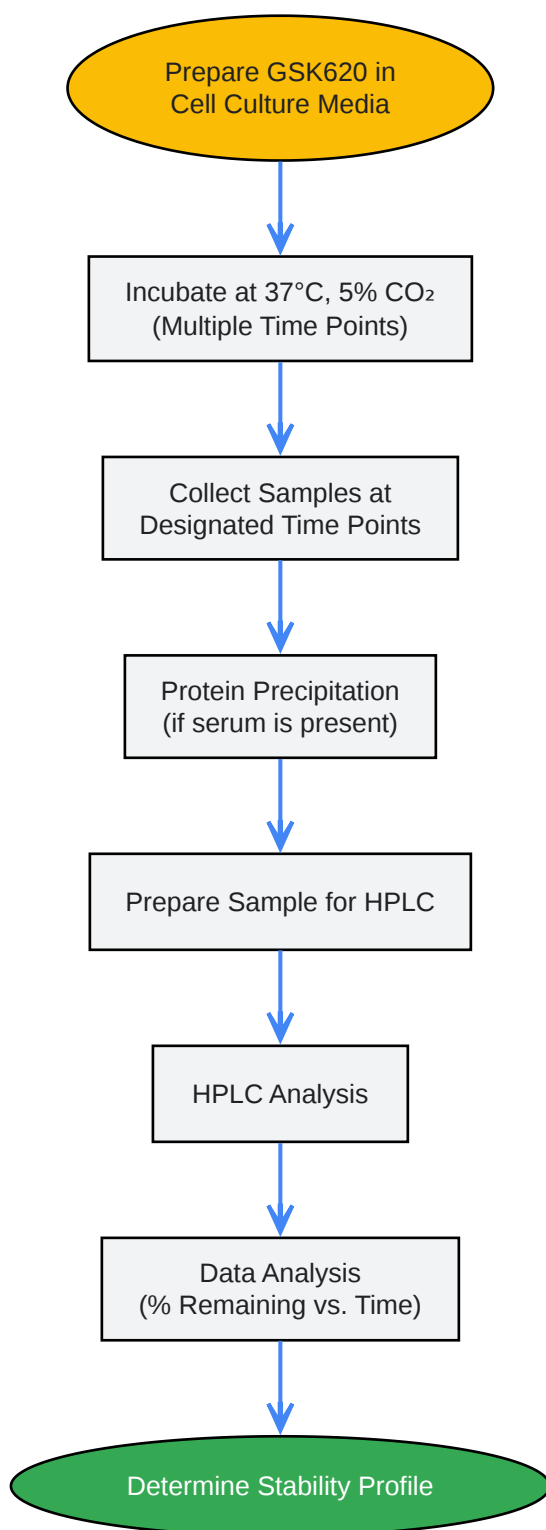 Prepare GSK620 in
Cell Culture Media
Incubate at 37°C, 5% CO₂
(Multiple Time Points)
Collect Samples at
Designated Time Points
Protein Precipitation
(if serum is present)
Prepare Sample for HPLC
HPLC Analysis
Data Analysis
(% Remaining vs. Time)
Determine Stability Profile